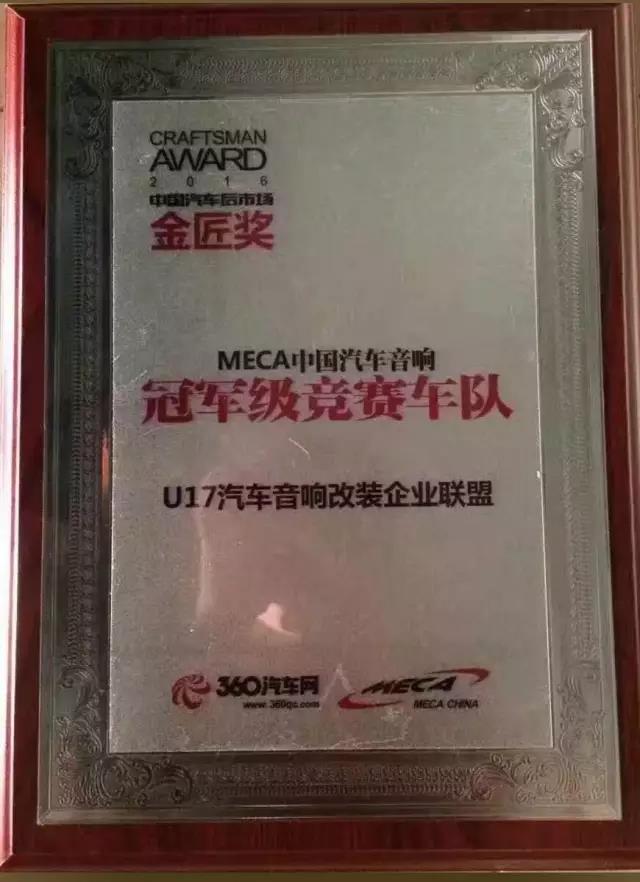 CRAFTSMAN
AWARD
2016
中国汽车后市场
金匠奖
MECA中国汽车音响
冠军级竞赛车队
U17汽车音响改装企业联盟
360汽车网
www.360qc.com
MECA
MECA CHINA